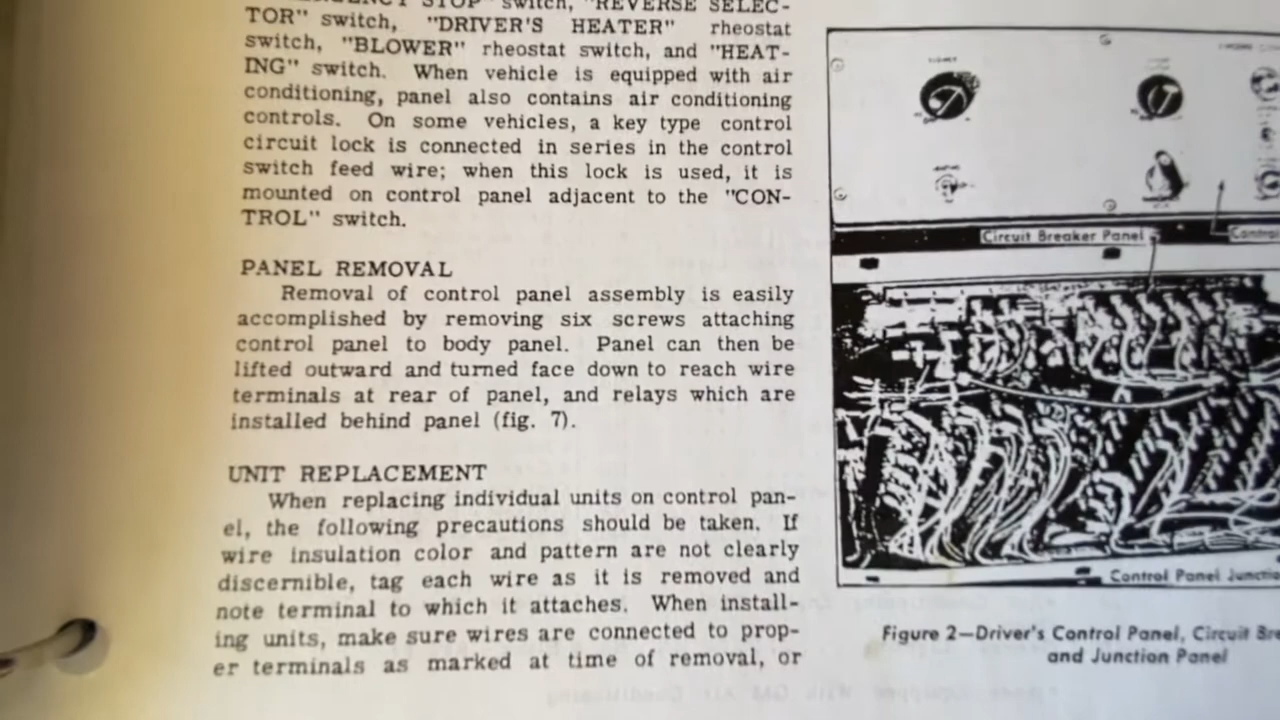 STOP" switch, "REVERSE SELEC-
TOR" switch, "DRIVER'S HEATER" rheostat
switch, "BLOWER" rheostat switch, and "HEAT-
ING" switch. When vehicle is equipped with air
conditioning, panel also contains air conditioning
controls. On some vehicles, a key type control
circuit lock is connected in series in the control
switch feed wire; when this lock is used, it is
mounted on control panel adjacent to the "CON-
TROL" switch.
PANEL REMOVAL
Removal of control panel assembly is easily
accomplished by removing six screws attaching
control panel to body panel. Panel can then be
lifted outward and turned face down to reach wire
terminals at rear of panel, and relays which are
installed behind panel (fig. 7).
UNIT REPLACEMENT
When replacing individual units on control pan-
el, the following precautions should be taken. If
wire insulation color and pattern are not clearly
discernible, tag each wire as it is removed and
note terminal to which it attaches. When install-
ing units, make sure wires are connected to prop-
er terminals as marked at time of removal, or
Circuit Breaker Panel
Control Panel
Figure 2—Driver's Control Panel, Circuit
and Junction Panel